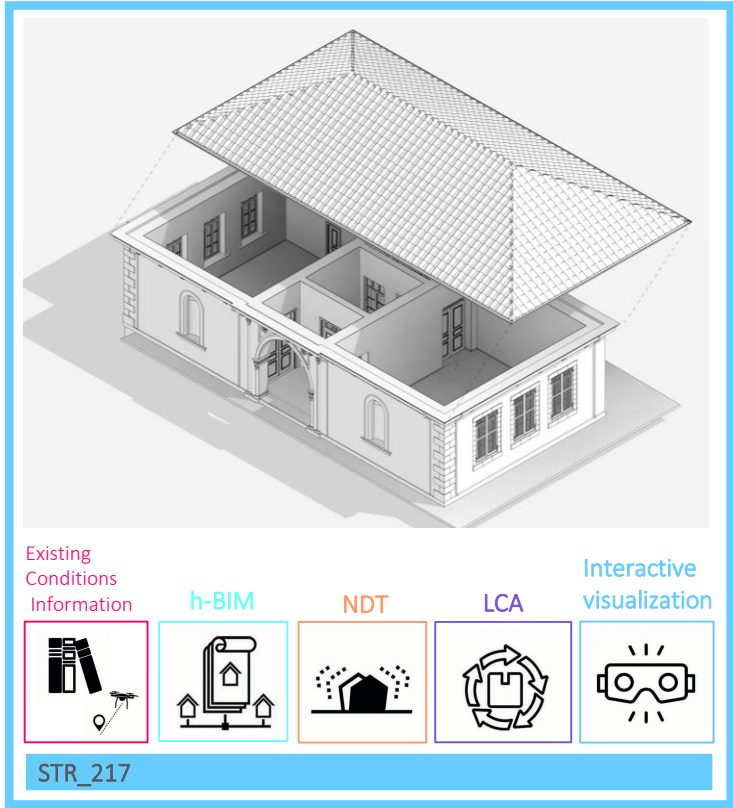 Existing
Conditions
Information
h-BIM
NDT
LCA
Interactive
visualization
STR_217